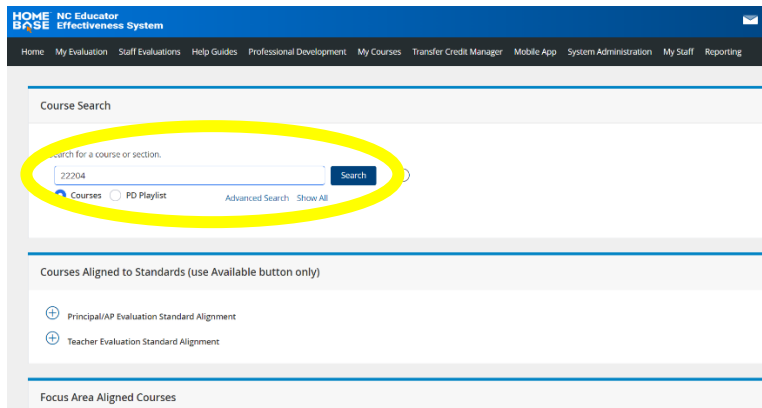 HOME NC Educator
BASE Effectiveness System
Home My Evaluation Staff Evaluations Help Guides Professional Development My Courses Transfer Credit Manager Mobile App System Administration My Staff Reporting
Course Search
Search for a course or section.
22204 Search
Courses PD Playlist Advanced Search Show All
Courses Aligned to Standards (use Available button only)
Principal/AP Evaluation Standard Alignment
Teacher Evaluation Standard Alignment
Focus Area Aligned Courses